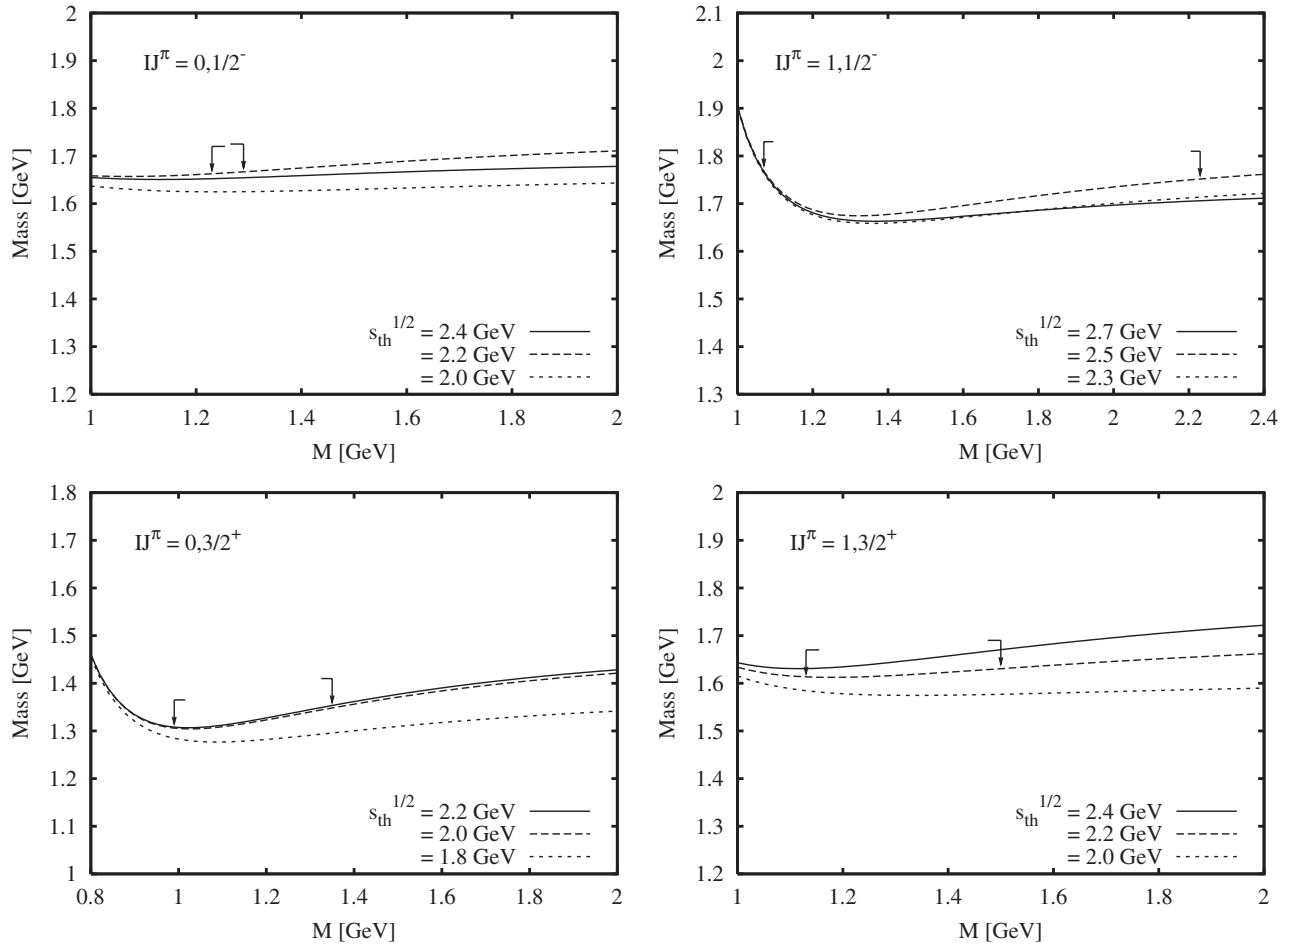 2
1.9
1.8
1.7
1.6
1.5
1.4
1.3
1.2
Mass [GeV]
IJ^π = 0,1/2^-
s_th^1/2 = 2.4 GeV
= 2.2 GeV
= 2.0 GeV
1 1.2 1.4 1.6 1.8 2
M [GeV]
2.1
2
1.9
1.8
1.7
1.6
1.5
1.4
1.3
Mass [GeV]
IJ^π = 1,1/2^-
s_th^1/2 = 2.7 GeV
= 2.5 GeV
= 2.3 GeV
1 1.2 1.4 1.6 1.8 2 2.2 2.4
M [GeV]
1.8
1.7
1.6
1.5
1.4
1.3
1.2
1.1
1
Mass [GeV]
IJ^π = 0,3/2^+
s_th^1/2 = 2.2 GeV
= 2.0 GeV
= 1.8 GeV
0.8 1 1.2 1.4 1.6 1.8 2
M [GeV]
2
1.9
1.8
1.7
1.6
1.5
1.4
1.3
1.2
Mass [GeV]
IJ^π = 1,3/2^+
s_th^1/2 = 2.4 GeV
= 2.2 GeV
= 2.0 GeV
1 1.2 1.4 1.6 1.8 2
M [GeV]